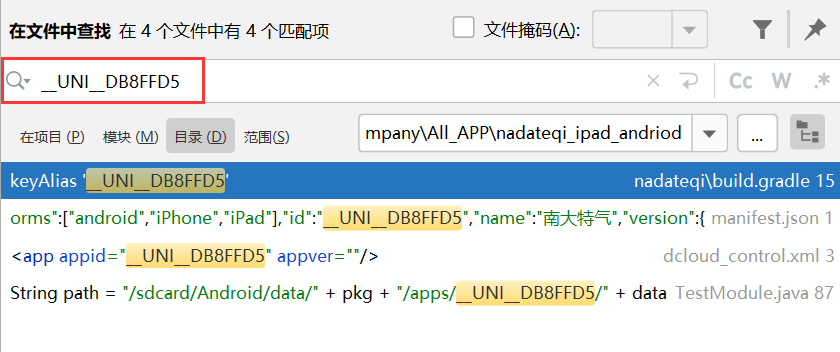 在文件中查找 在 4 个文件中有 4 个匹配项 文件掩码(A):
__UNI__DB8FFD5 Cc W .*
在项目 (P) 模块 (M) 目录 (D) 范围(S) mpany\All_APP\nadateqi_ipad_andriod ...
keyAlias '__UNI__DB8FFD5' nadateqi\build.gradle 15
orms":["android","iPhone","iPad"],"id":"__UNI__DB8FFD5","name":"南大特气","version":{ manifest.json 1
<app appid="__UNI__DB8FFD5" appver=""/> dcloud_control.xml 3
String path = "/sdcard/Android/data/" + pkg + "/apps/__UNI__DB8FFD5/" + data TestModule.java 87